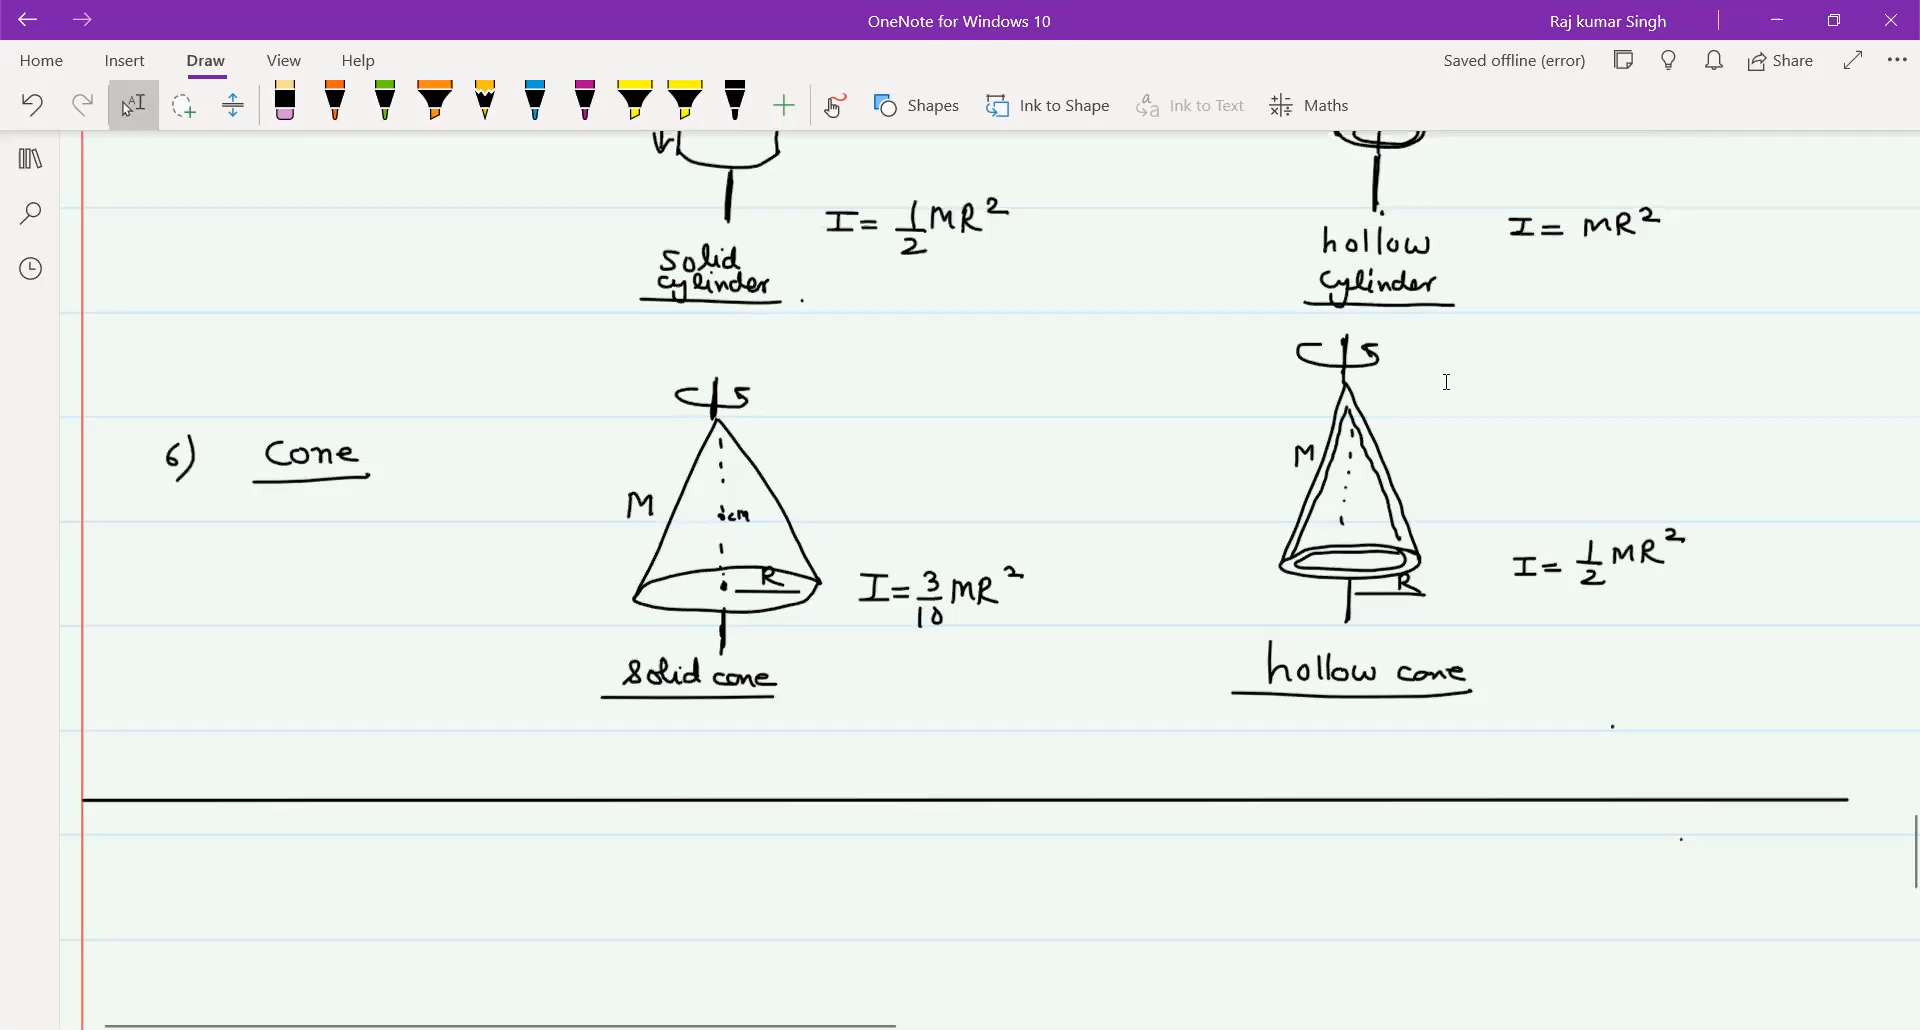 OneNote for Windows 10
Raj kumar Singh
Home Insert Draw View Help
Saved offline (error) Share
Shapes Ink to Shape Ink to Text Maths
I = 1/2 MR²
Solid
cylinder
I = MR²
hollow
cylinder
6) Cone
M
cm
R
I = 3/10 MR²
Solid cone
M
R
I = 1/2 MR²
hollow cone